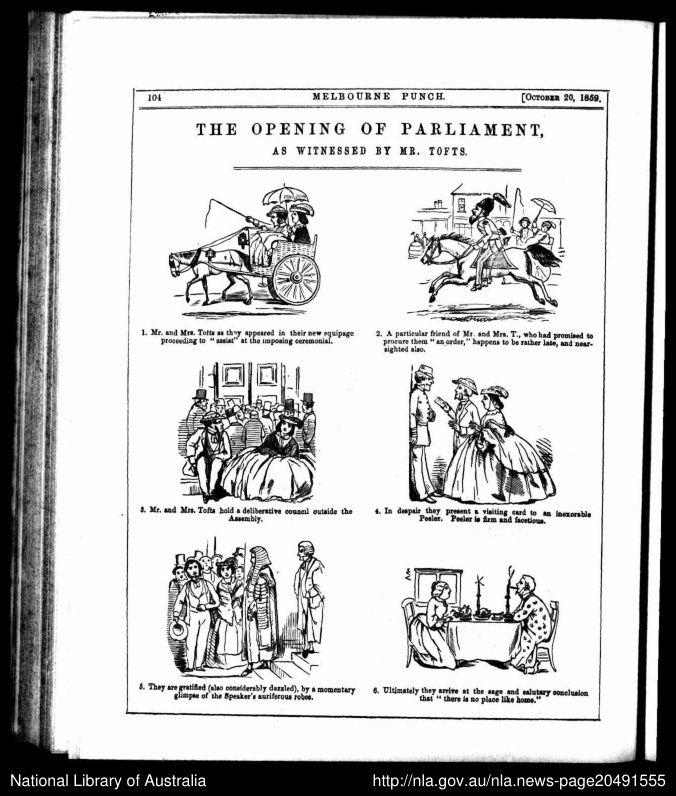 104
MELBOURNE PUNCH.
[OCTOBER 20, 1859.
THE OPENING OF PARLIAMENT,
AS WITNESSED BY MR. TOFTS.
1. Mr. and Mrs. Tofts as they appeared in their new equipage
proceeding to "assist" at the imposing ceremonial.
2. A particular friend of Mr. and Mrs. T., who had promised to
procure them "an order," happens to be rather late, and near-
sighted also.
3. Mr. and Mrs. Tofts hold a deliberative council outside the
Assembly.
4. In despair they present a visiting card to an inexorable
Peeler. Peeler is firm and facetious.
5. They are gratified (also considerably dazzled), by a momentary
glimpse of the Speaker's auriferous robes.
6. Ultimately they arrive at the sage and salutary conclusion
that "there is no place like home."
National Library of Australia
http://nla.gov.au/nla.news-page20491555